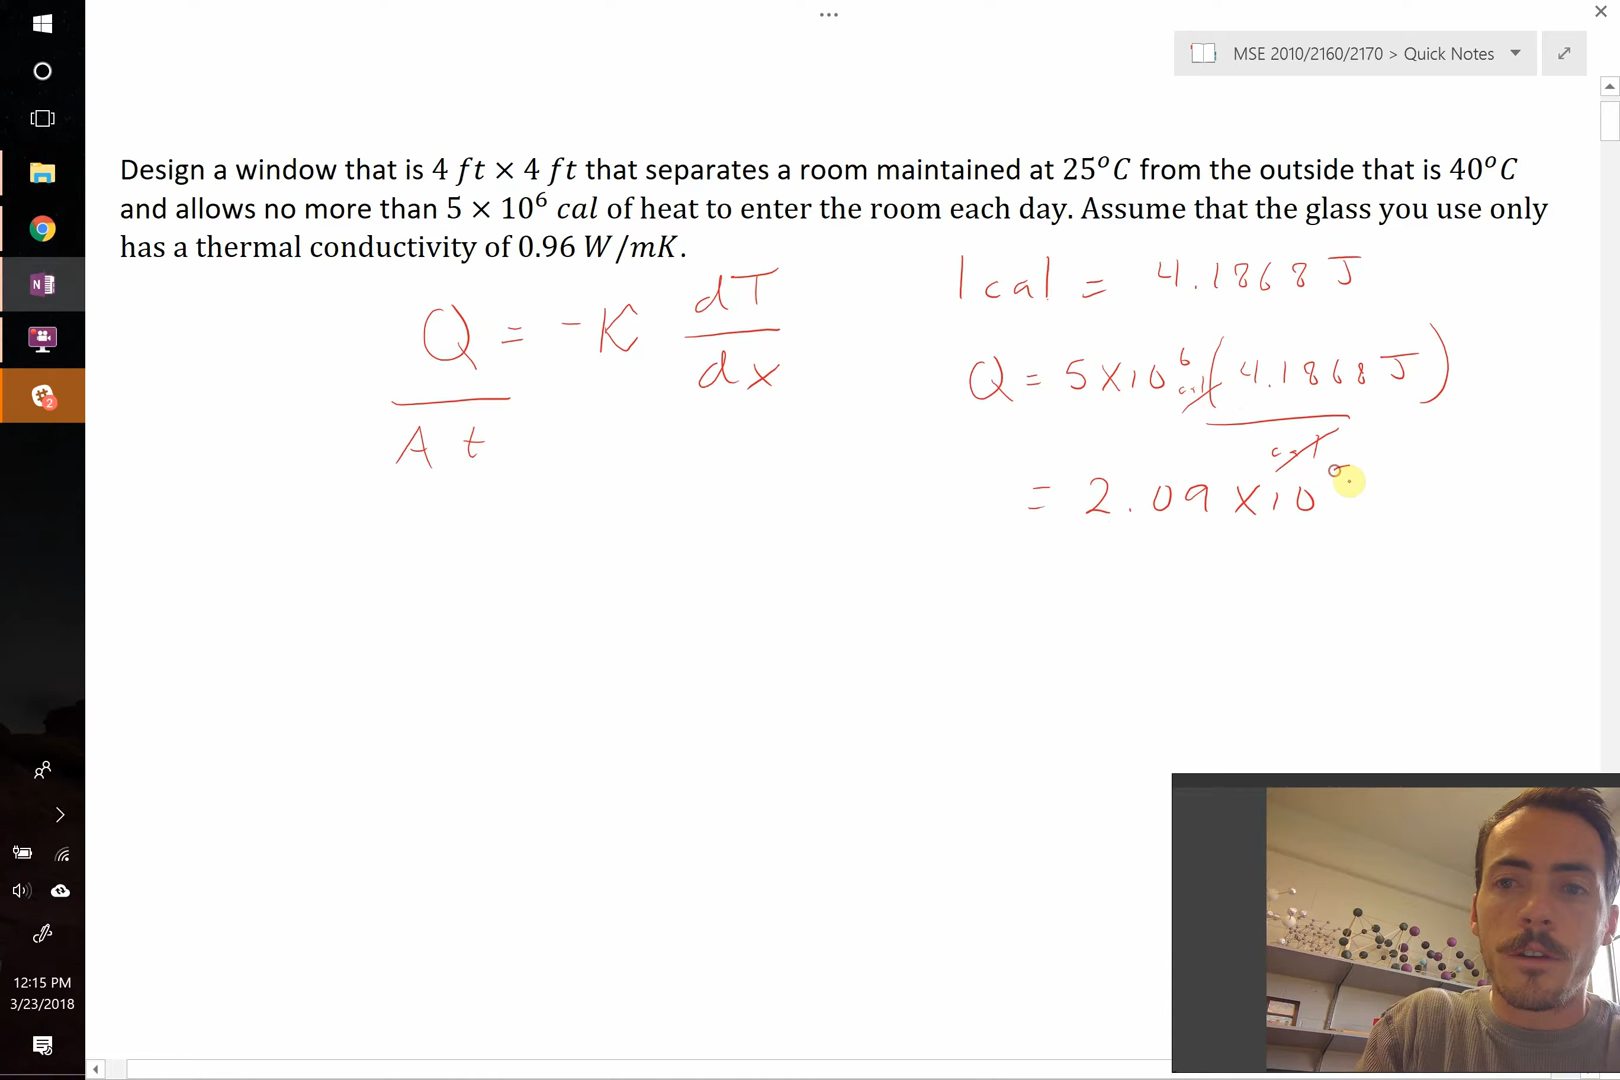 MSE 2010/2160/2170 > Quick Notes
Design a window that is 4 ft × 4 ft that separates a room maintained at 25°C from the outside that is 40°C
and allows no more than 5 × 10⁶ cal of heat to enter the room each day. Assume that the glass you use only
has a thermal conductivity of 0.96 W/mK.
1 cal = 4.1868 J
Q = -K dT
A t dx
Q = 5×10⁶ cal (4.1868 J)
cal
= 2.09 ×10
2
12:15 PM
3/23/2018